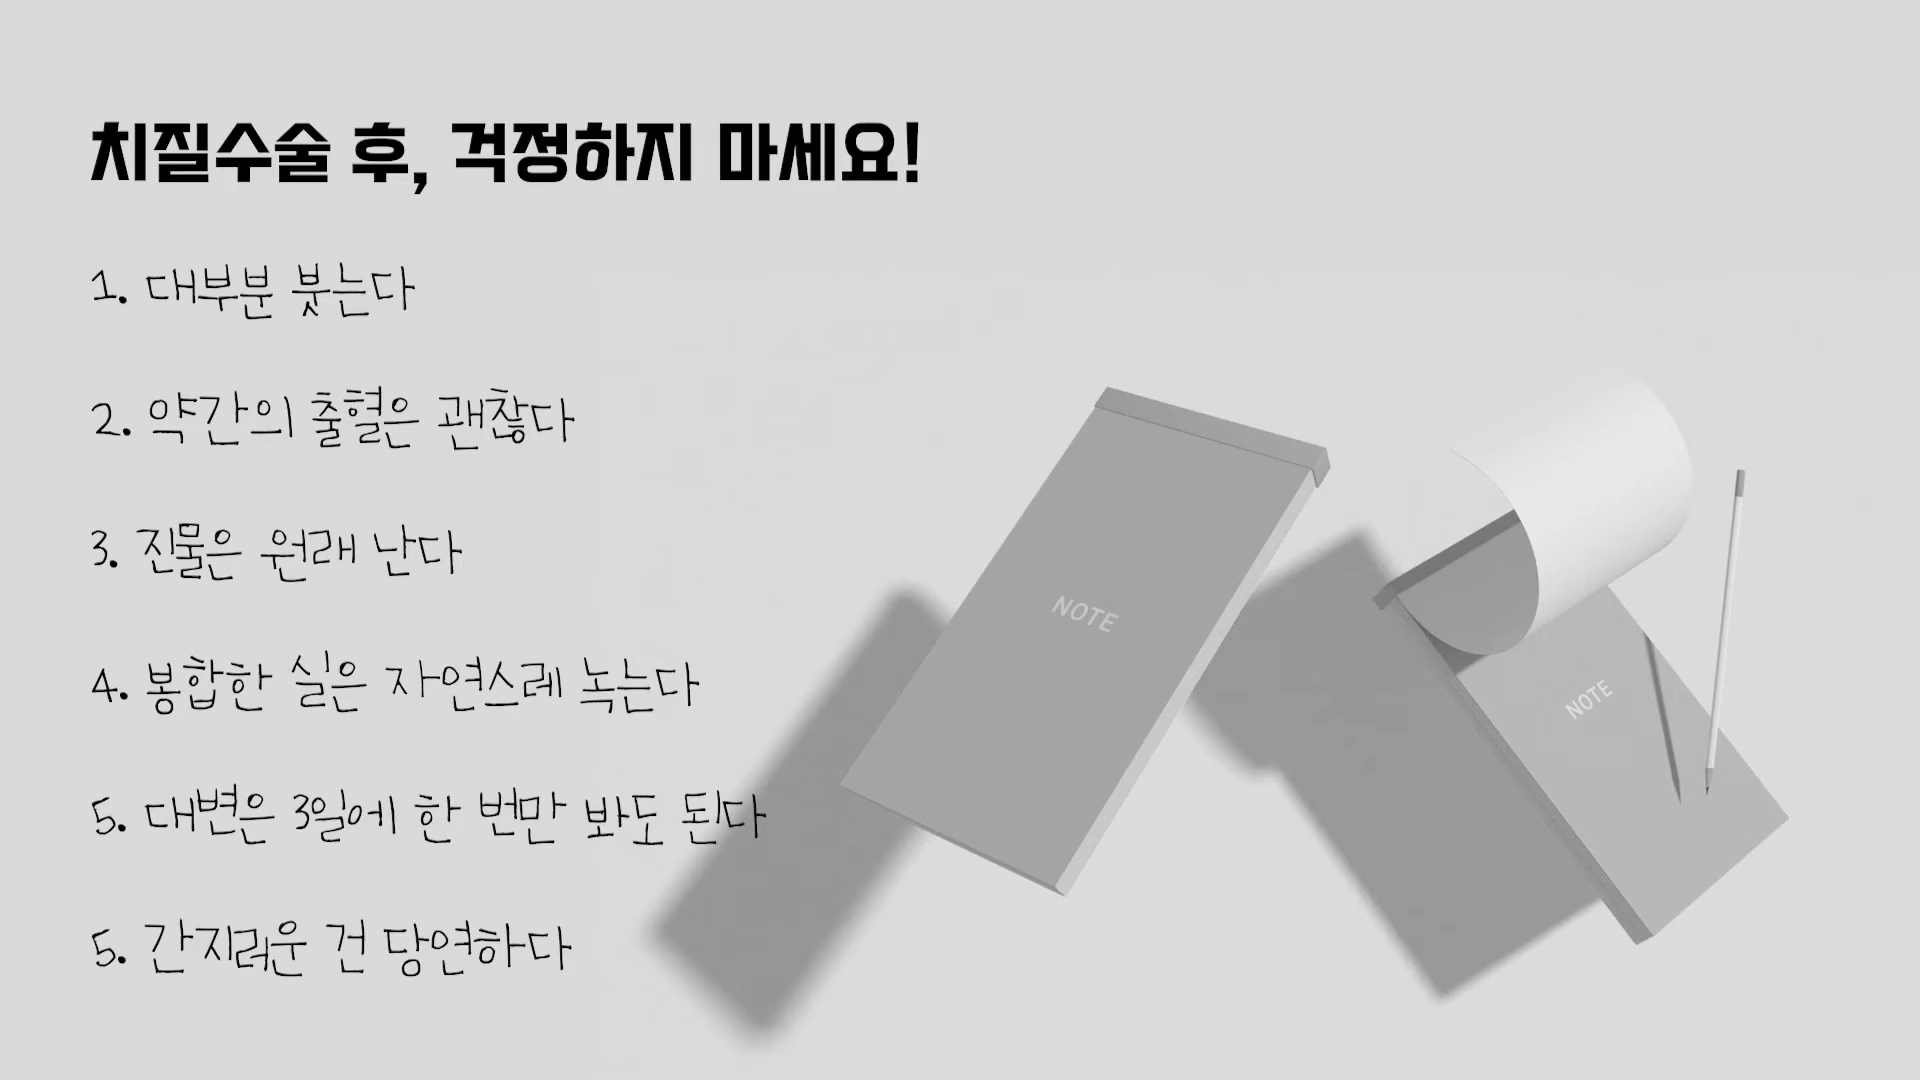 치질수술 후, 걱정하지 마세요!
1. 대부분 붓는다
2. 약간의 출혈은 괜찮다
3. 진물은 원래 난다
4. 봉합한 실은 자연스레 녹는다
5. 대변은 3일에 한 번만 봐도 된다
5. 간지러운 건 당연하다
NOTE
NOTE